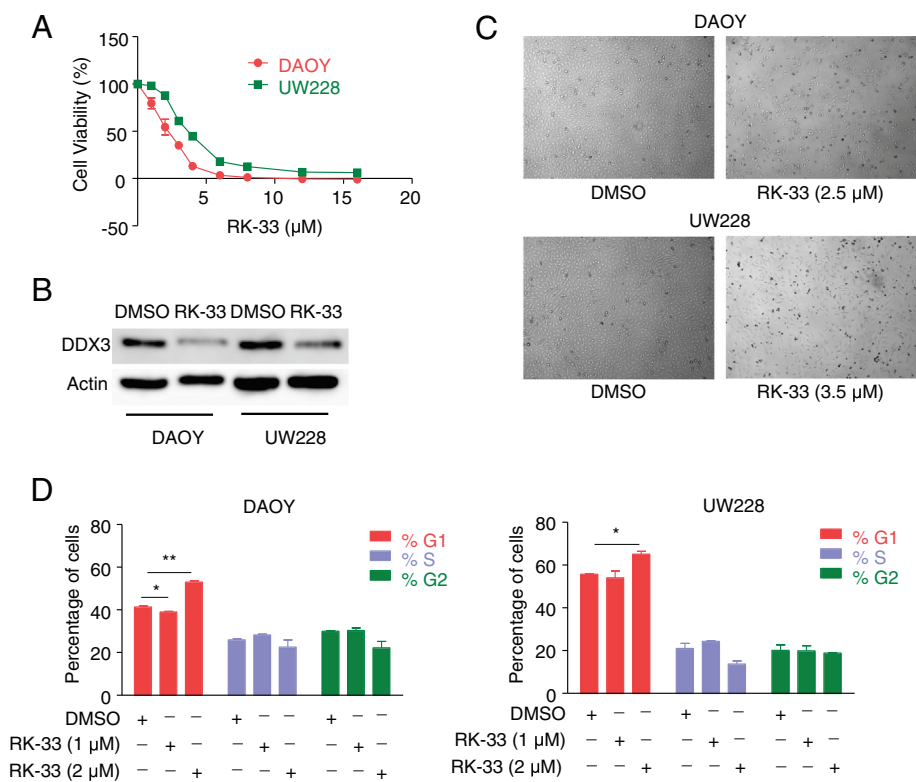 A
150
100
50
0
-50
5
10
15
20
Cell Viability (%)
RK-33 (µM)
DAOY
UW228
B
DMSO RK-33 DMSO RK-33
DDX3
Actin
DAOY
UW228
C
DAOY
DMSO
RK-33 (2.5 µM)
UW228
DMSO
RK-33 (3.5 µM)
D
DAOY
Percentage of cells
80
60
40
20
0
*
**
% G1
% S
% G2
DMSO + – – + – – + – –
RK-33 (1 µM) – + – – + – – + –
RK-33 (2 µM) – – + – – + – – +
UW228
Percentage of cells
80
60
40
20
0
*
% G1
% S
% G2
DMSO + – – + – – + – –
RK-33 (1 µM) – + – – + – – + –
RK-33 (2 µM) – – + – – + – – +